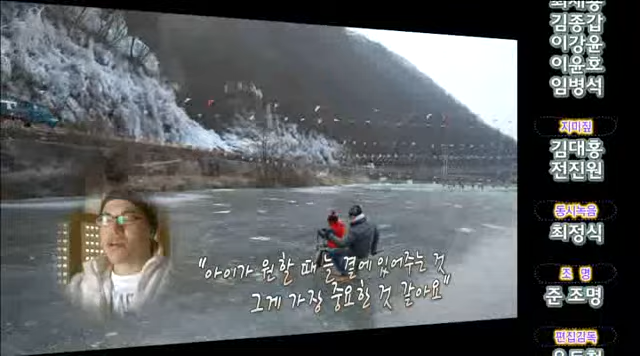 "아이가 원할 때 늘 곁에 있어주는 것
그게 가장 중요한 것 같아요"
김종갑
이강윤
이윤호
임병석
지미짚
김대홍
전진원
동시녹음
최정식
조 명
준 조명
편집감독